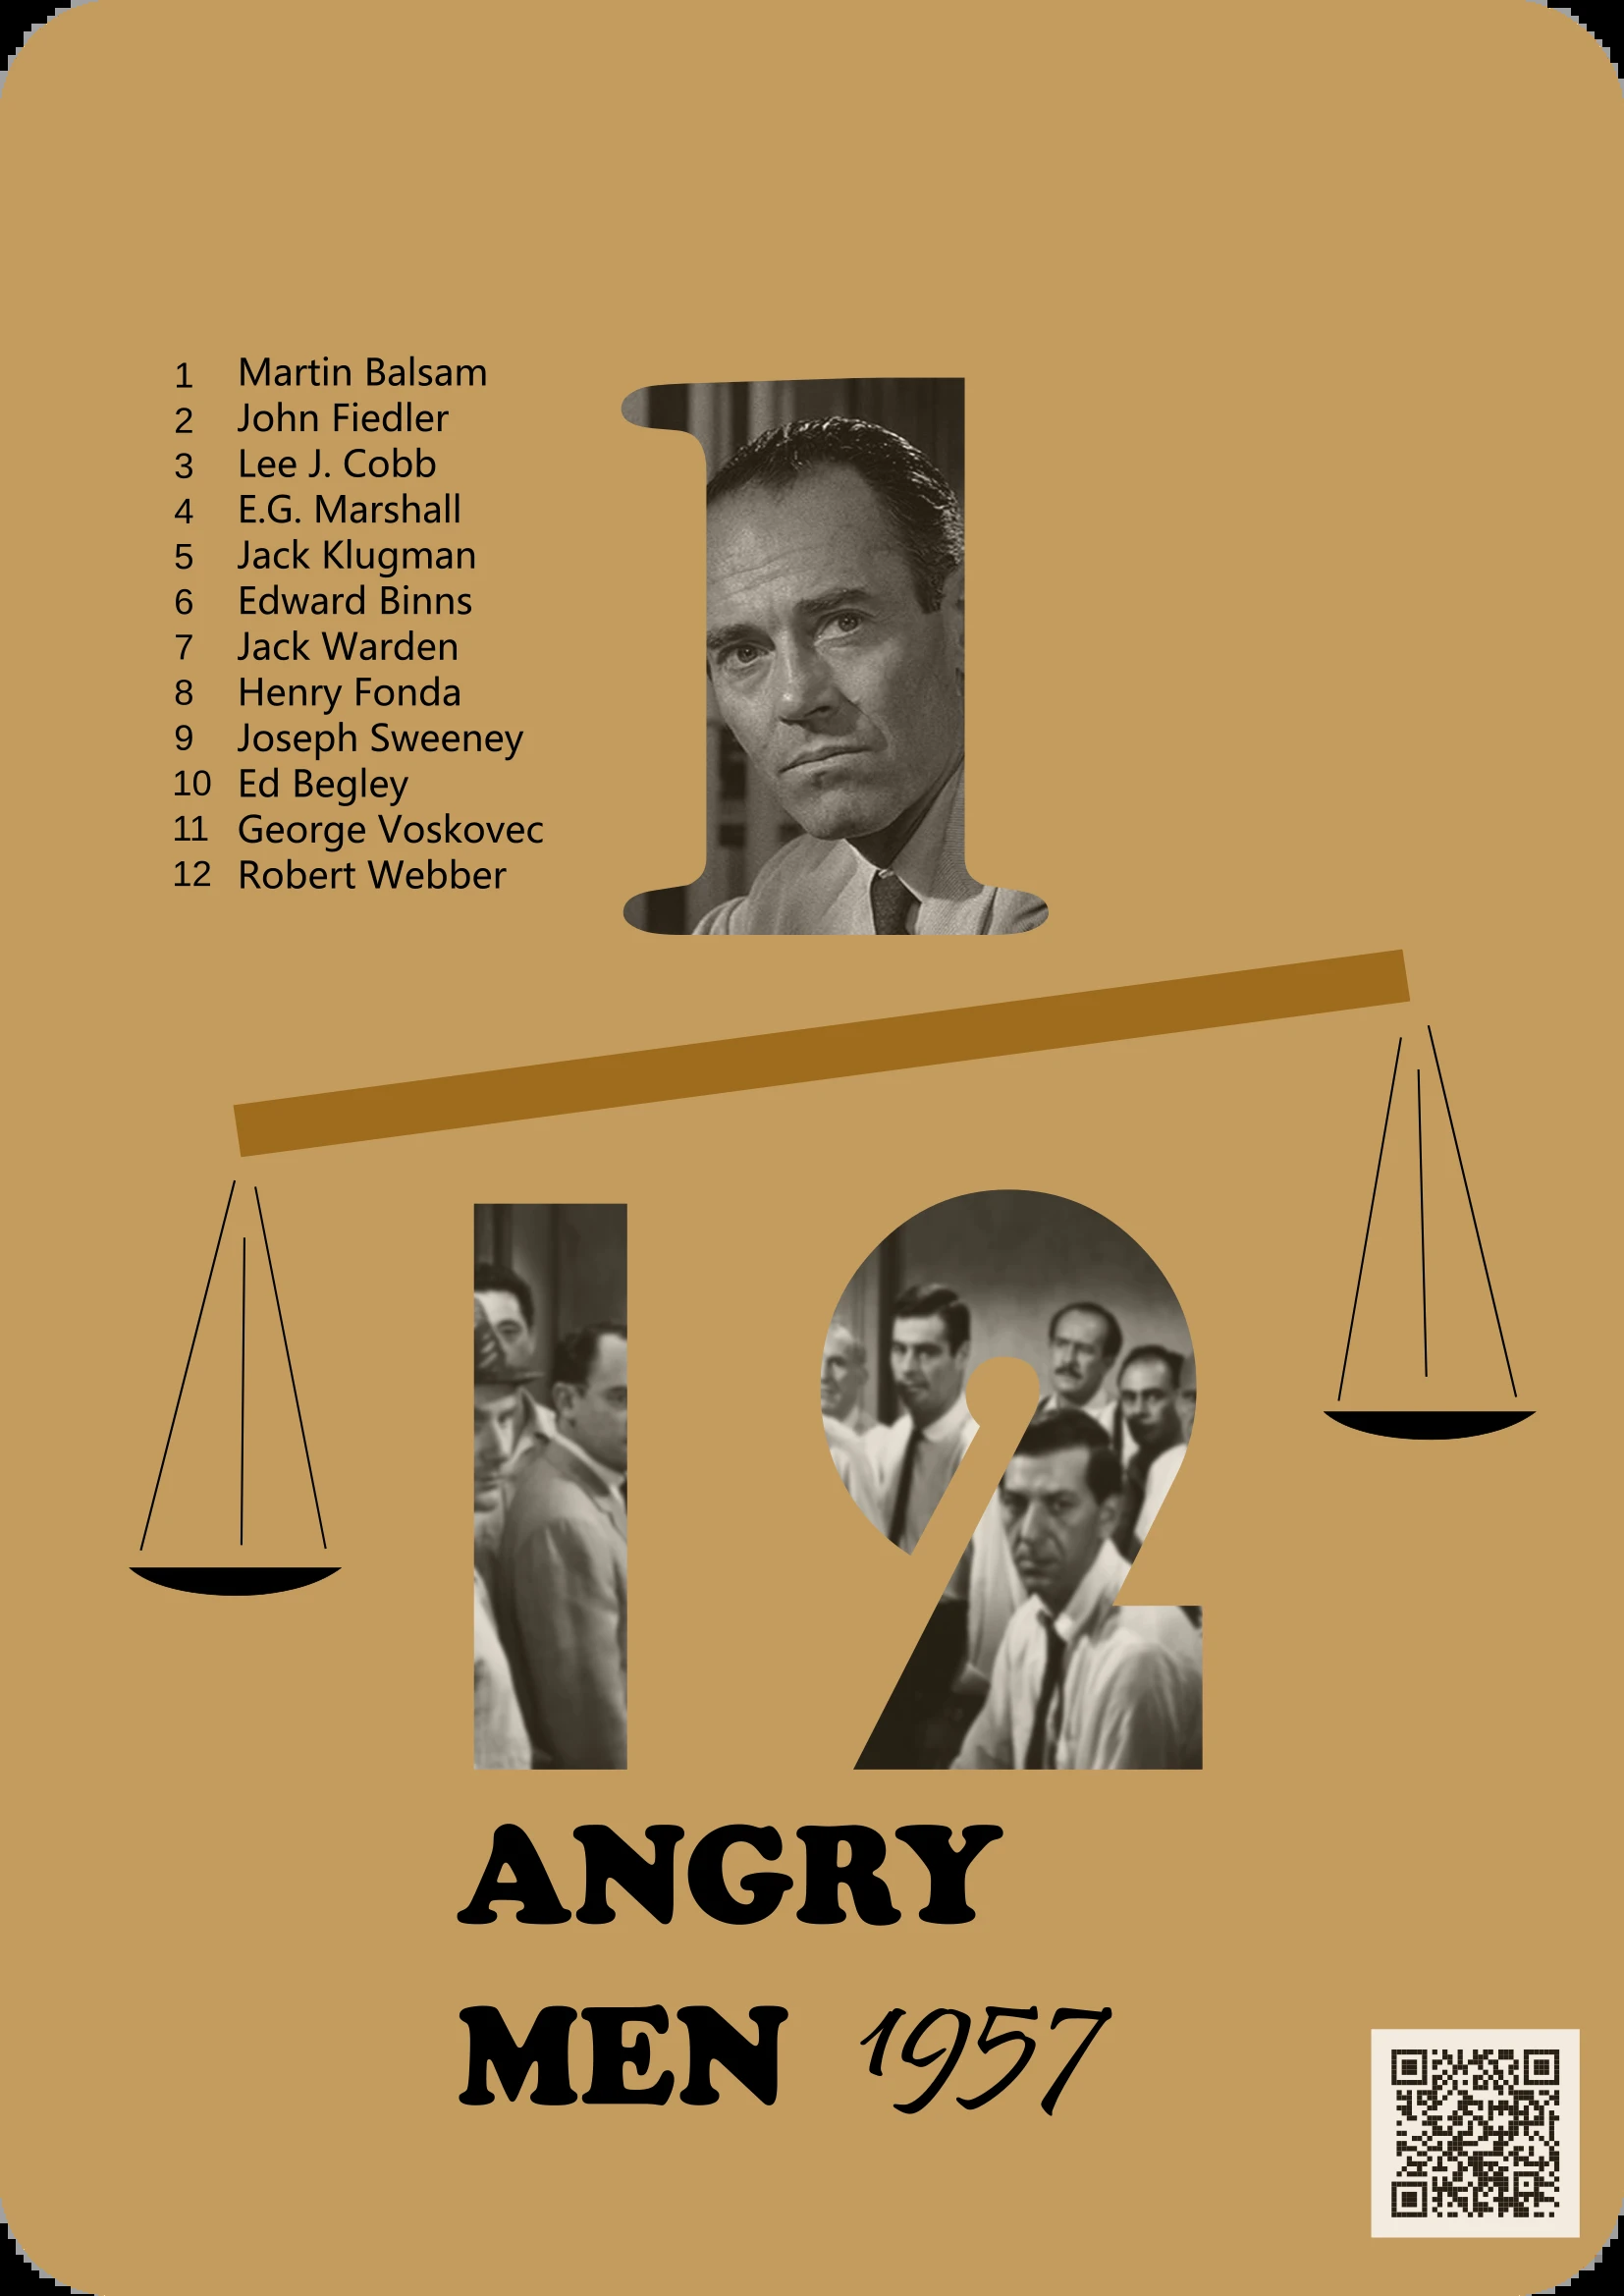 1 Martin Balsam
2 John Fiedler
3 Lee J. Cobb
4 E.G. Marshall
5 Jack Klugman
6 Edward Binns
7 Jack Warden
8 Henry Fonda
9 Joseph Sweeney
10 Ed Begley
11 George Voskovec
12 Robert Webber
1
12
ANGRY
MEN 1957